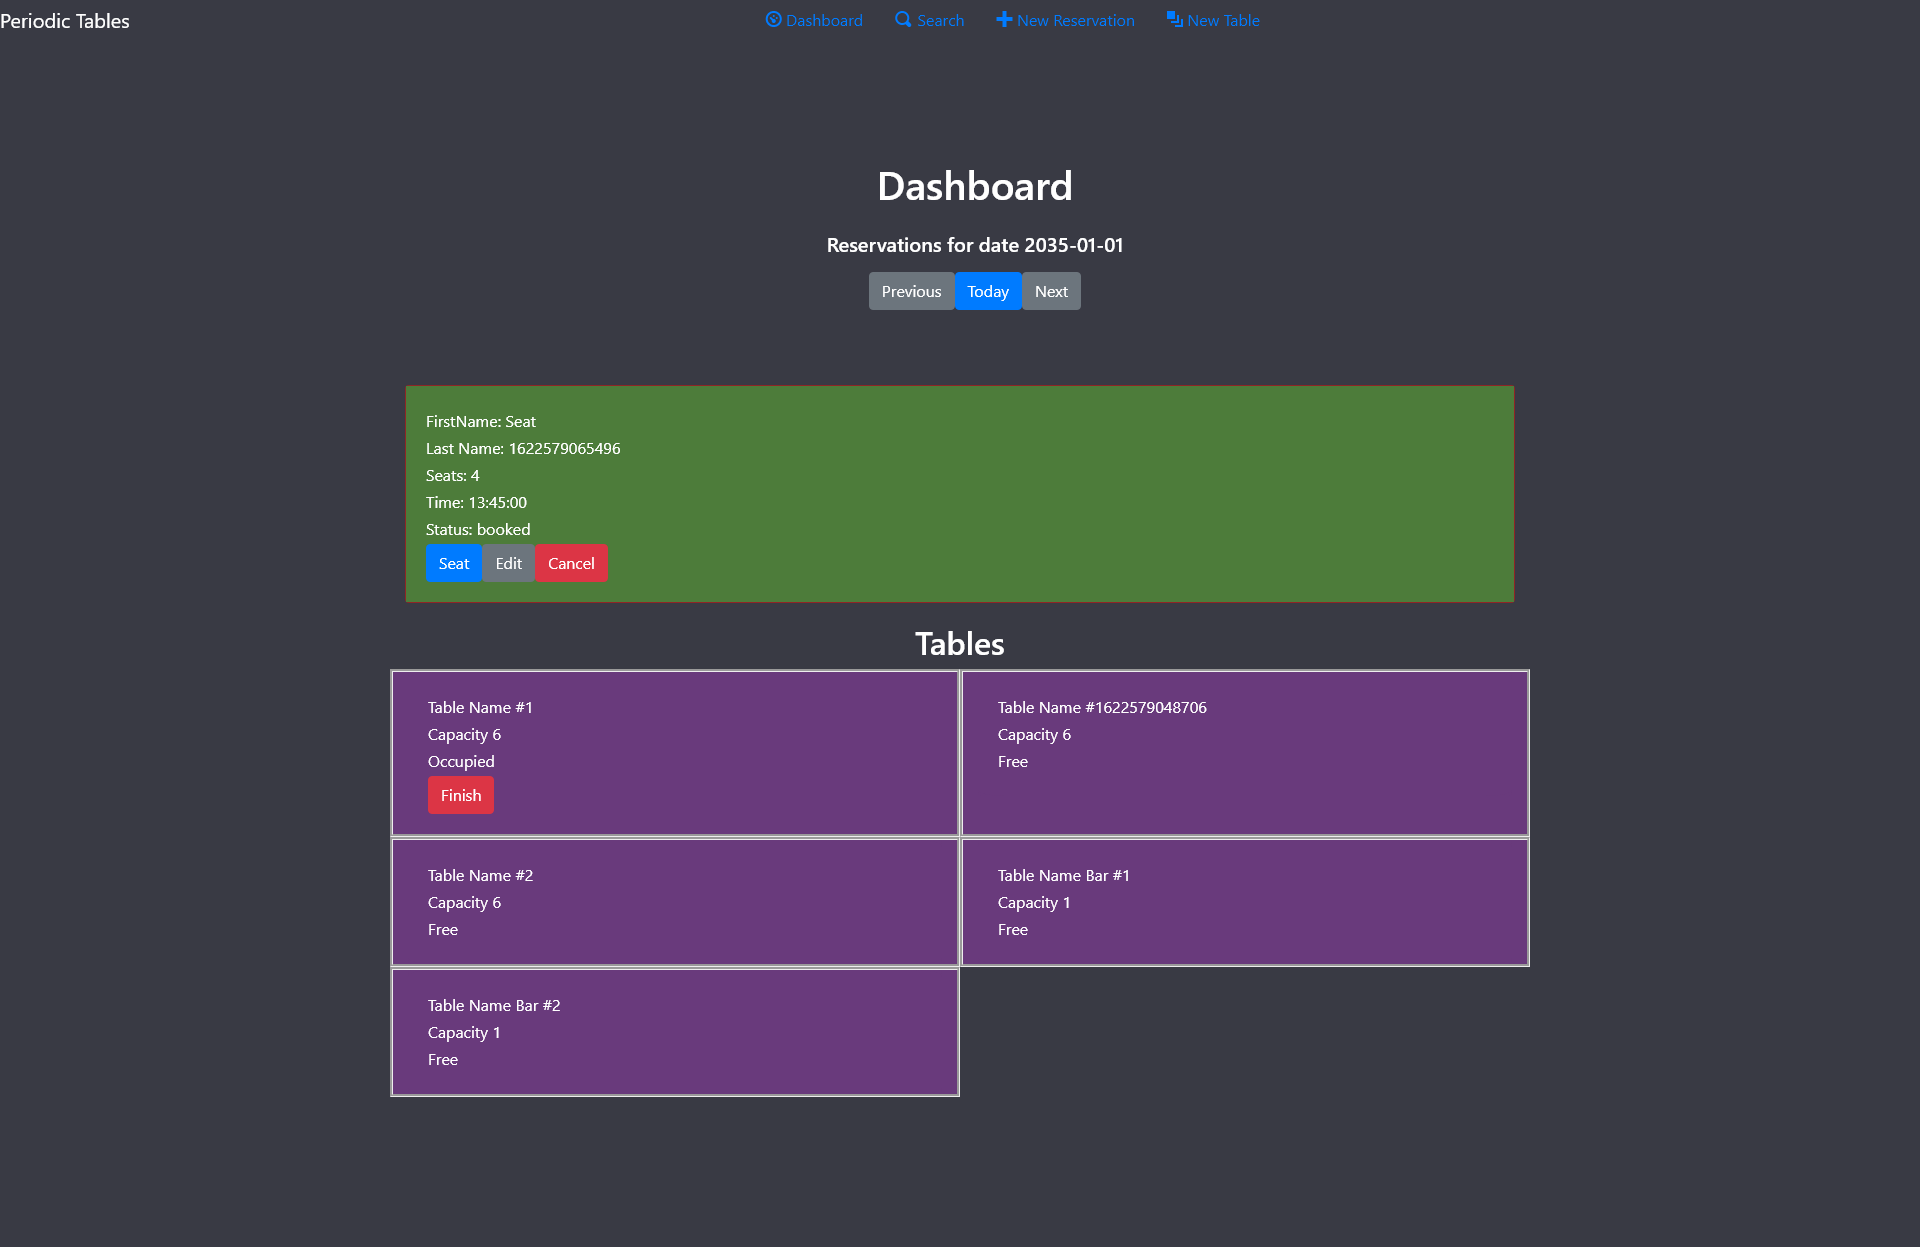 Periodic Tables
Dashboard Search New Reservation New Table
Dashboard
Reservations for date 2035-01-01
Previous Today Next
FirstName: Seat
Last Name: 1622579065496
Seats: 4
Time: 13:45:00
Status: booked
Seat Edit Cancel
Tables
Table Name #1
Capacity 6
Occupied
Finish
Table Name #1622579048706
Capacity 6
Free
Table Name #2
Capacity 6
Free
Table Name Bar #1
Capacity 1
Free
Table Name Bar #2
Capacity 1
Free